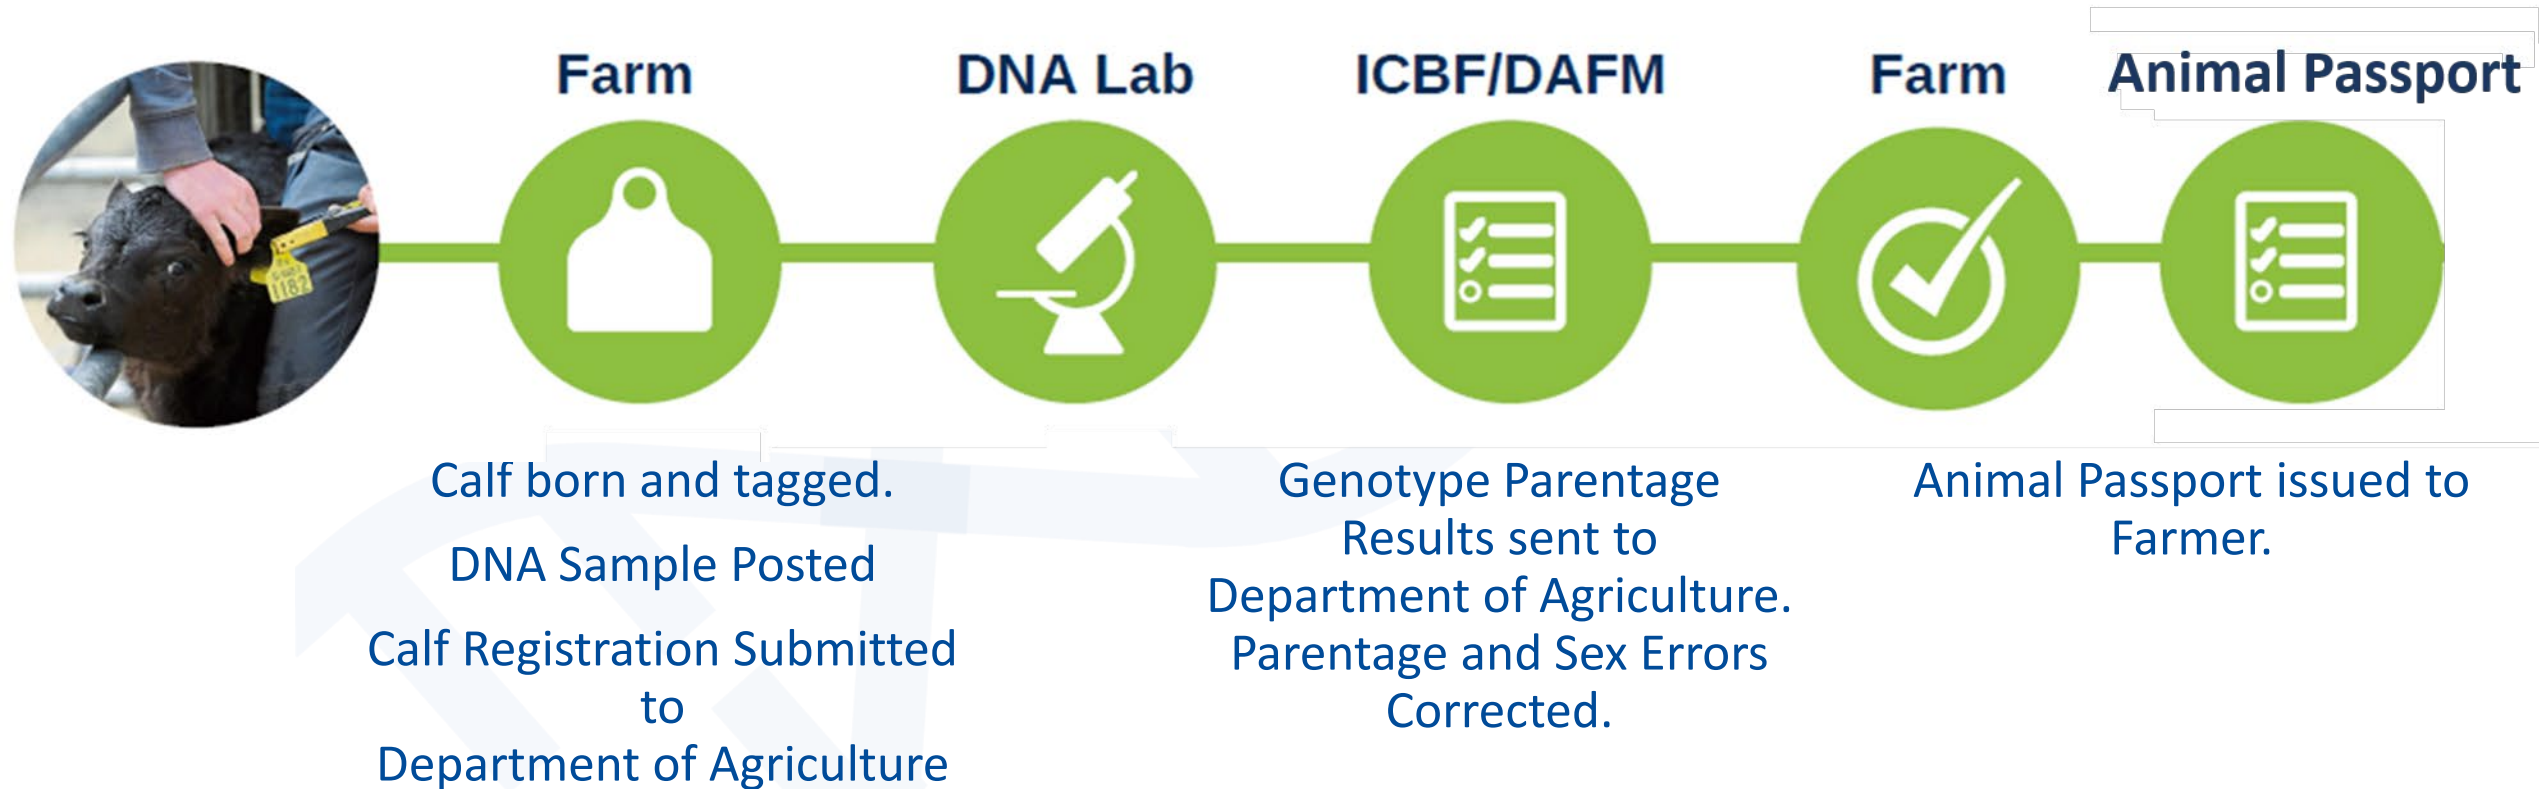 Farm
DNA Lab
ICBF/DAFM
Farm
Animal Passport
1182
Calf born and tagged.
DNA Sample Posted
Calf Registration Submitted
to
Department of Agriculture
Genotype Parentage
Results sent to
Department of Agriculture.
Parentage and Sex Errors
Corrected.
Animal Passport issued to
Farmer.